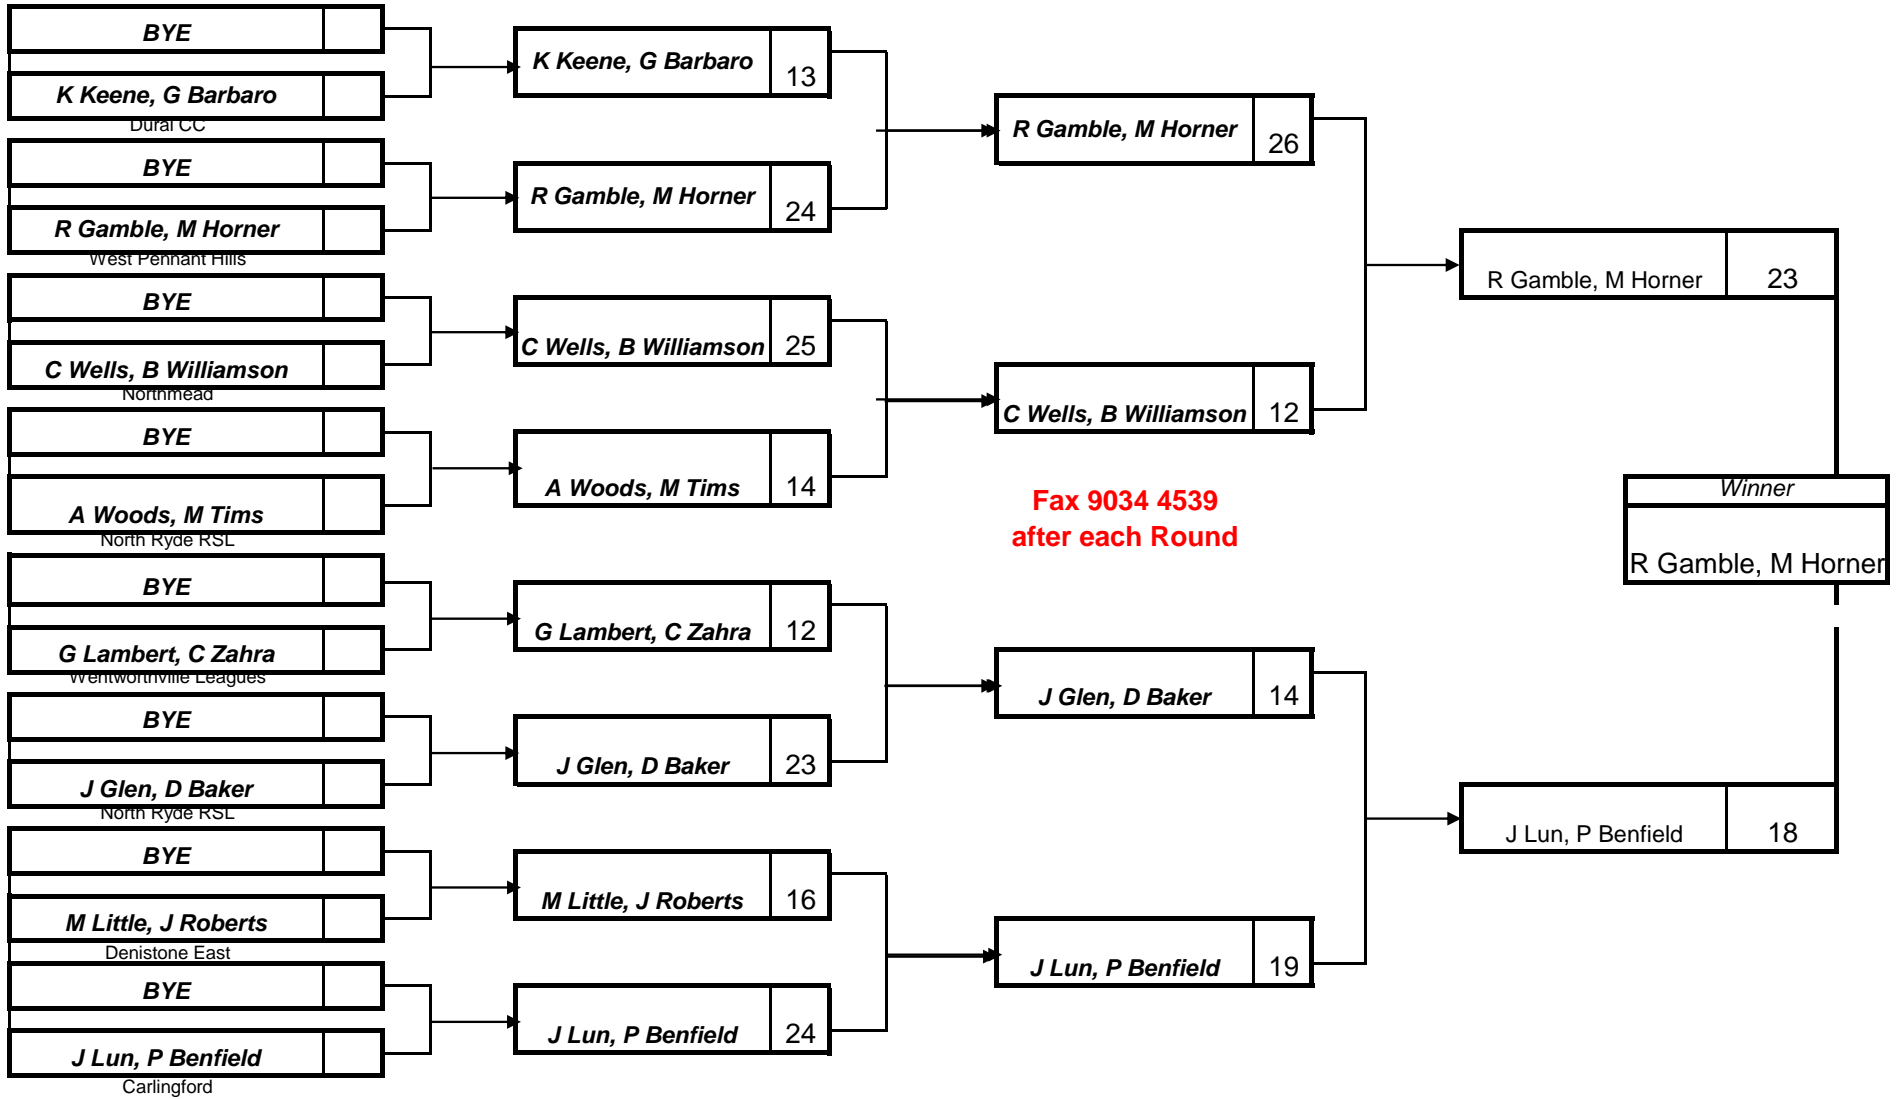 BYE
K Keene, G Barbaro
Dural CC
BYE
R Gamble, M Horner
West Pennant Hills
BYE
C Wells, B Williamson
Northmead
BYE
A Woods, M Tims
North Ryde RSL
BYE
G Lambert, C Zahra
Wentworthville Leagues
BYE
J Glen, D Baker
North Ryde RSL
BYE
M Little, J Roberts
Denistone East
BYE
J Lun, P Benfield
Carlingford
K Keene, G Barbaro 13
R Gamble, M Horner 24
C Wells, B Williamson 25
A Woods, M Tims 14
G Lambert, C Zahra 12
J Glen, D Baker 23
M Little, J Roberts 16
J Lun, P Benfield 24
R Gamble, M Horner 26
C Wells, B Williamson 12
Fax 9034 4539
after each Round
J Glen, D Baker 14
J Lun, P Benfield 19
R Gamble, M Horner 23
J Lun, P Benfield 18
Winner
R Gamble, M Horner